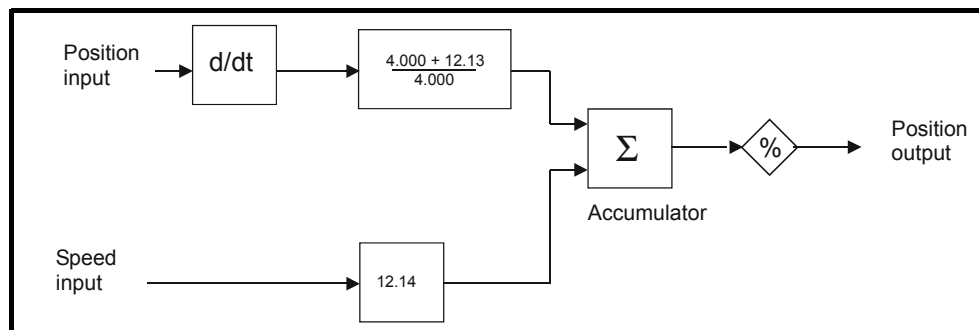 Position
input
d/dt
4.000 + 12.13
4.000
Σ
Accumulator
%
Position
output
Speed
input
12.14